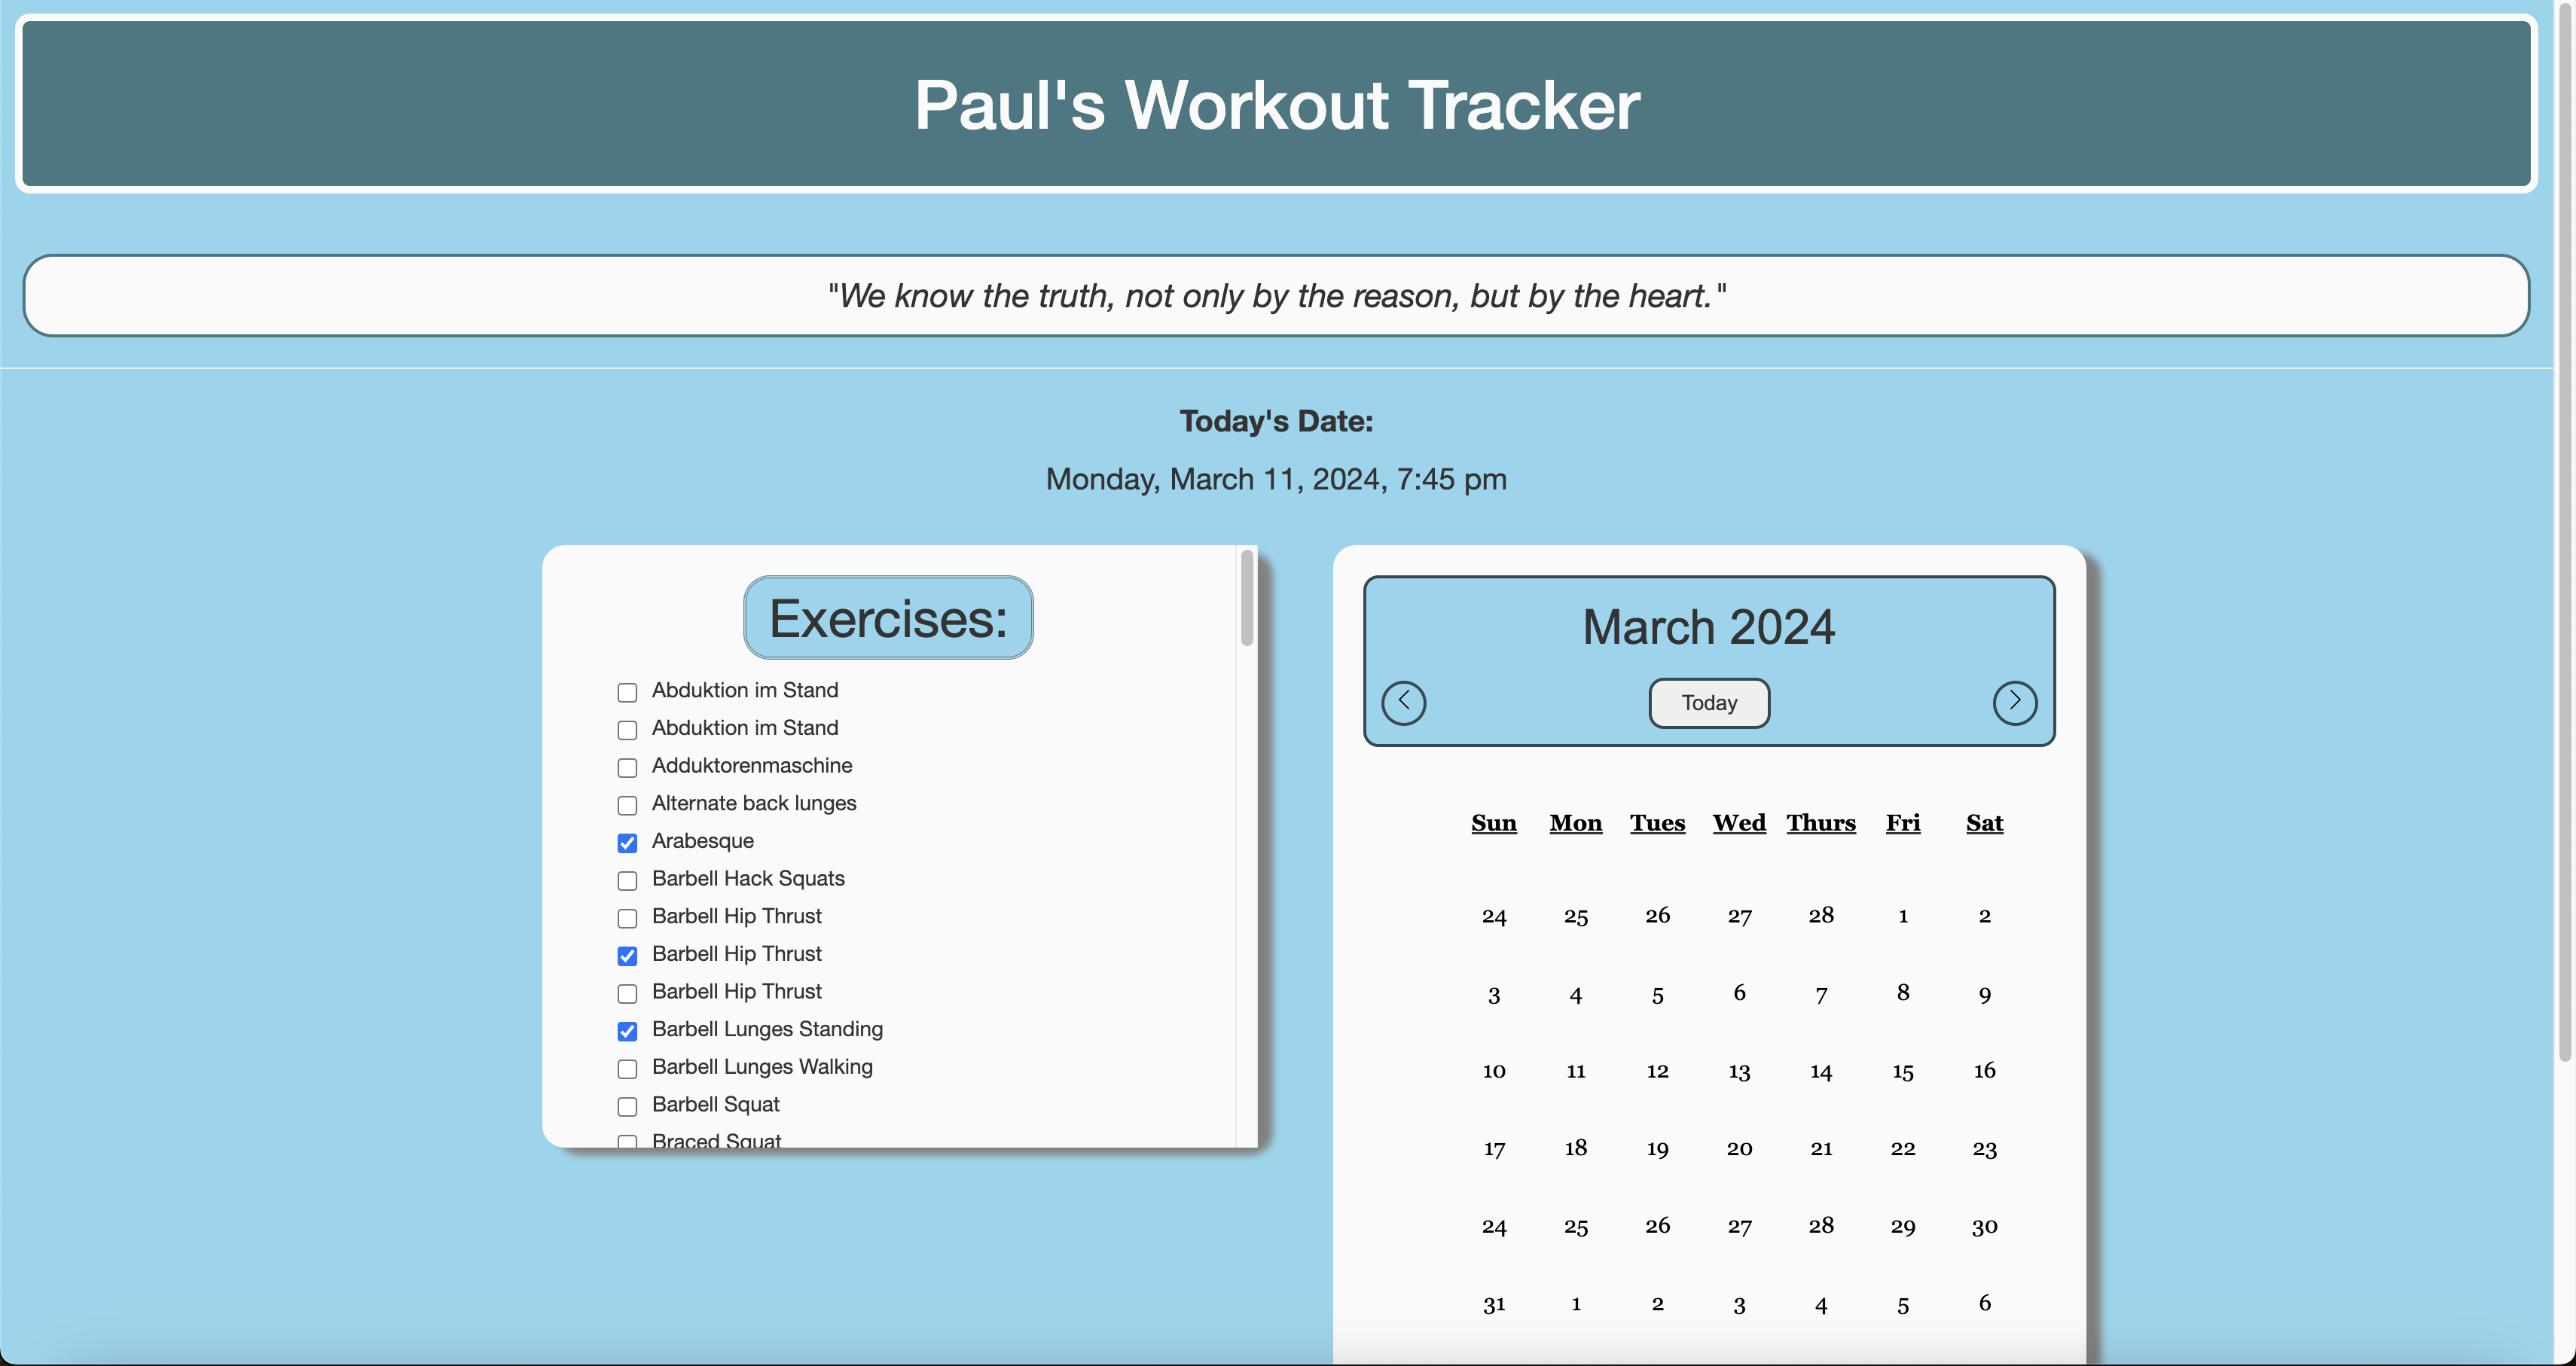 Paul's Workout Tracker
"We know the truth, not only by the reason, but by the heart."
Today's Date:
Monday, March 11, 2024, 7:45 pm
Exercises:
Abduktion im Stand
Abduktion im Stand
Adduktorenmaschine
Alternate back lunges
Arabesque
Barbell Hack Squats
Barbell Hip Thrust
Barbell Hip Thrust
Barbell Hip Thrust
Barbell Lunges Standing
Barbell Lunges Walking
Barbell Squat
Braced Squat
March 2024
Today
Sun Mon Tues Wed Thurs Fri Sat
24 25 26 27 28 1 2
3 4 5 6 7 8 9
10 11 12 13 14 15 16
17 18 19 20 21 22 23
24 25 26 27 28 29 30
31 1 2 3 4 5 6